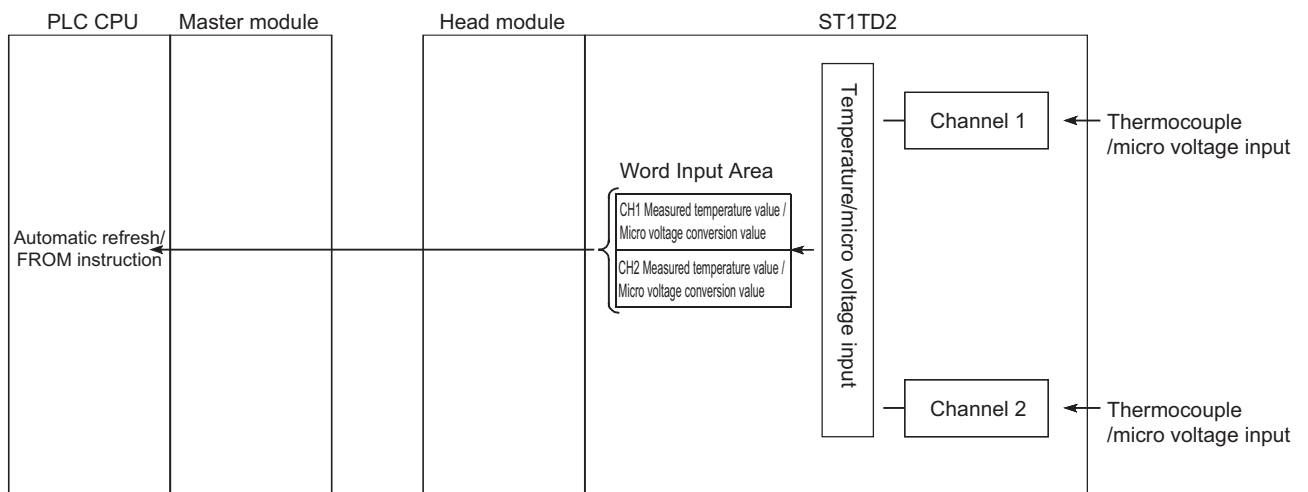 PLC CPU
Master module
Head module
ST1TD2
Temperature/micro voltage input
Channel 1
Thermocouple
/micro voltage input
Word Input Area
CH1 Measured temperature value /
Micro voltage conversion value
CH2 Measured temperature value /
Micro voltage conversion value
Automatic refresh/
FROM instruction
Channel 2
Thermocouple
/micro voltage input